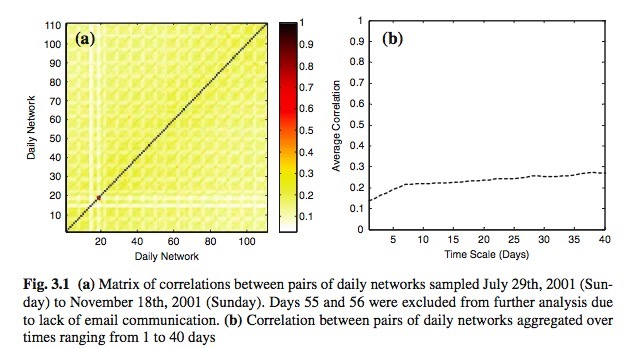 (a)
110
100
90
80
70
60
50
40
30
20
10
20 40 60 80 100
Daily Network
Daily Network
1
0.9
0.8
0.7
0.6
0.5
0.4
0.3
0.2
0.1
(b)
1
0.9
0.8
0.7
0.6
0.5
0.4
0.3
0.2
0.1
0
5 10 15 20 25 30 35 40
Average Correlation
Time Scale (Days)
Fig. 3.1 (a) Matrix of correlations between pairs of daily networks sampled July 29th, 2001 (Sun-
day) to November 18th, 2001 (Sunday). Days 55 and 56 were excluded from further analysis due
to lack of email communication. (b) Correlation between pairs of daily networks aggregated over
times ranging from 1 to 40 days